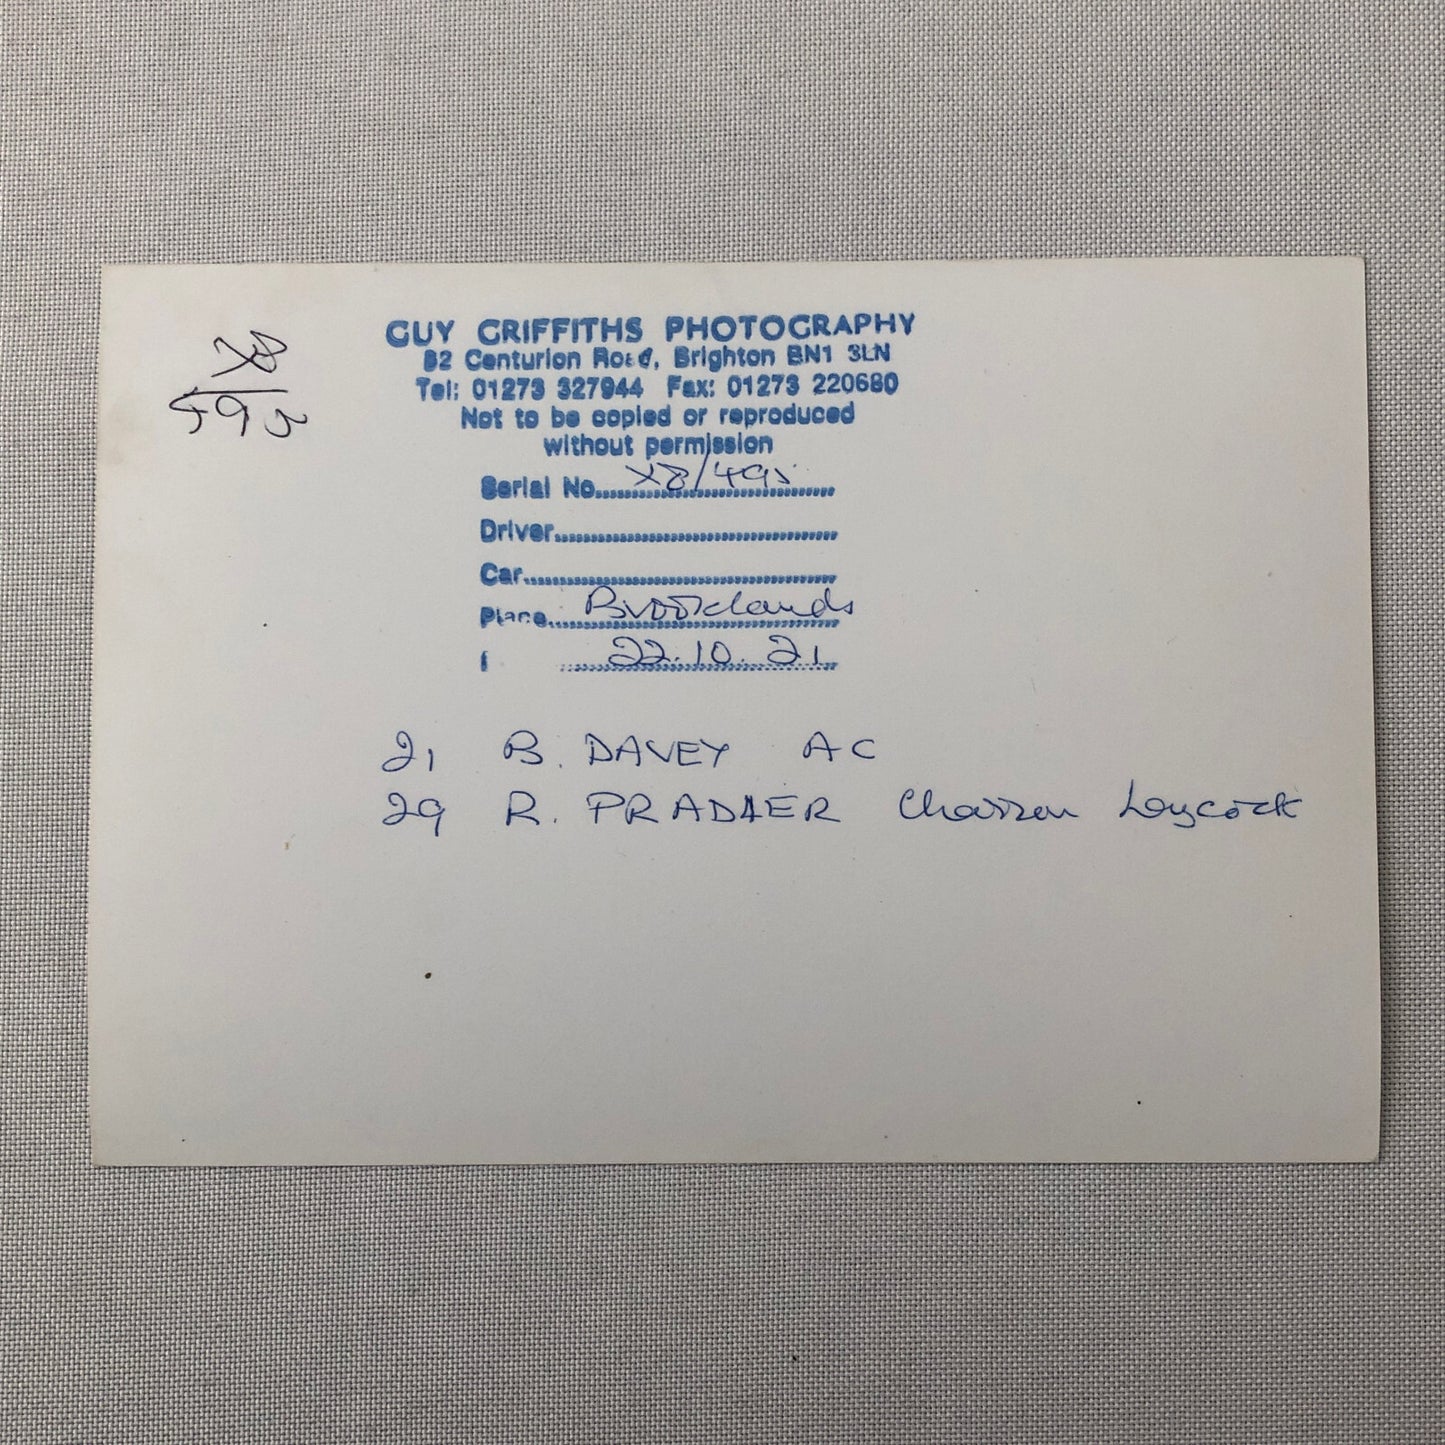 X8
495
GUY GRIFFITHS PHOTOGRAPHY
82 Centurion Road, Brighton BN1 3LN
Tel: 01273 327944 Fax: 01273 220680
Not to be copied or reproduced
without permission
Serial No. X8/495
Driver
Car
Place Brooklands
22.10.21
21 B. DAVEY AC
29 R. PRADIER Charron Laycock